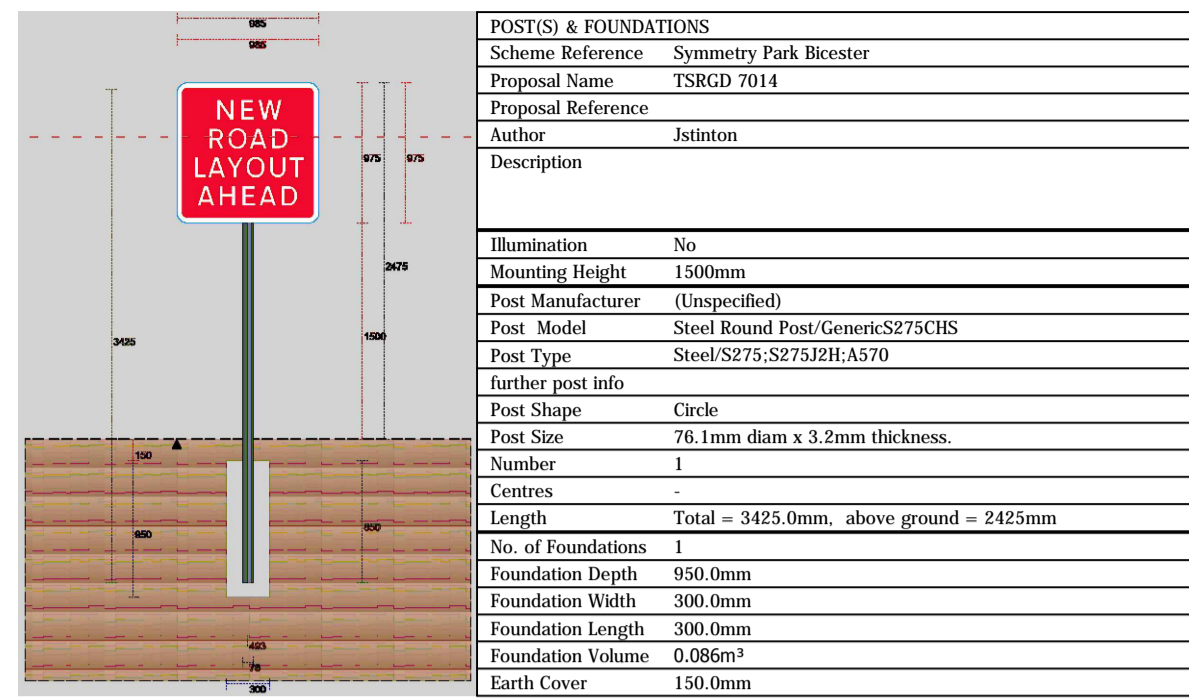 985
985
NEW
ROAD
LAYOUT
AHEAD
975
975
2475
1500
3425
150
950
850
493
76
300
POST(S) & FOUNDATIONS
Scheme Reference Symmetry Park Bicester
Proposal Name TSRGD 7014
Proposal Reference
Author Jstinton
Description
Illumination No
Mounting Height 1500mm
Post Manufacturer (Unspecified)
Post Model Steel Round Post/GenericS275CHS
Post Type Steel/S275;S275J2H;A570
further post info
Post Shape Circle
Post Size 76.1mm diam x 3.2mm thickness.
Number 1
Centres -
Length Total = 3425.0mm, above ground = 2425mm
No. of Foundations 1
Foundation Depth 950.0mm
Foundation Width 300.0mm
Foundation Length 300.0mm
Foundation Volume 0.086m³
Earth Cover 150.0mm